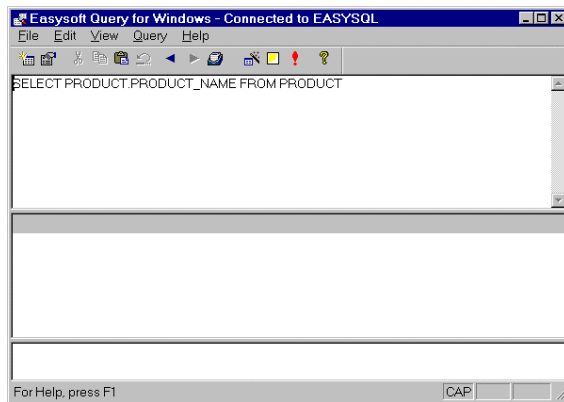 Easysoft Query for Windows - Connected to EASYSQL
File Edit View Query Help
SELECT PRODUCT.PRODUCT_NAME FROM PRODUCT
For Help, press F1
CAP